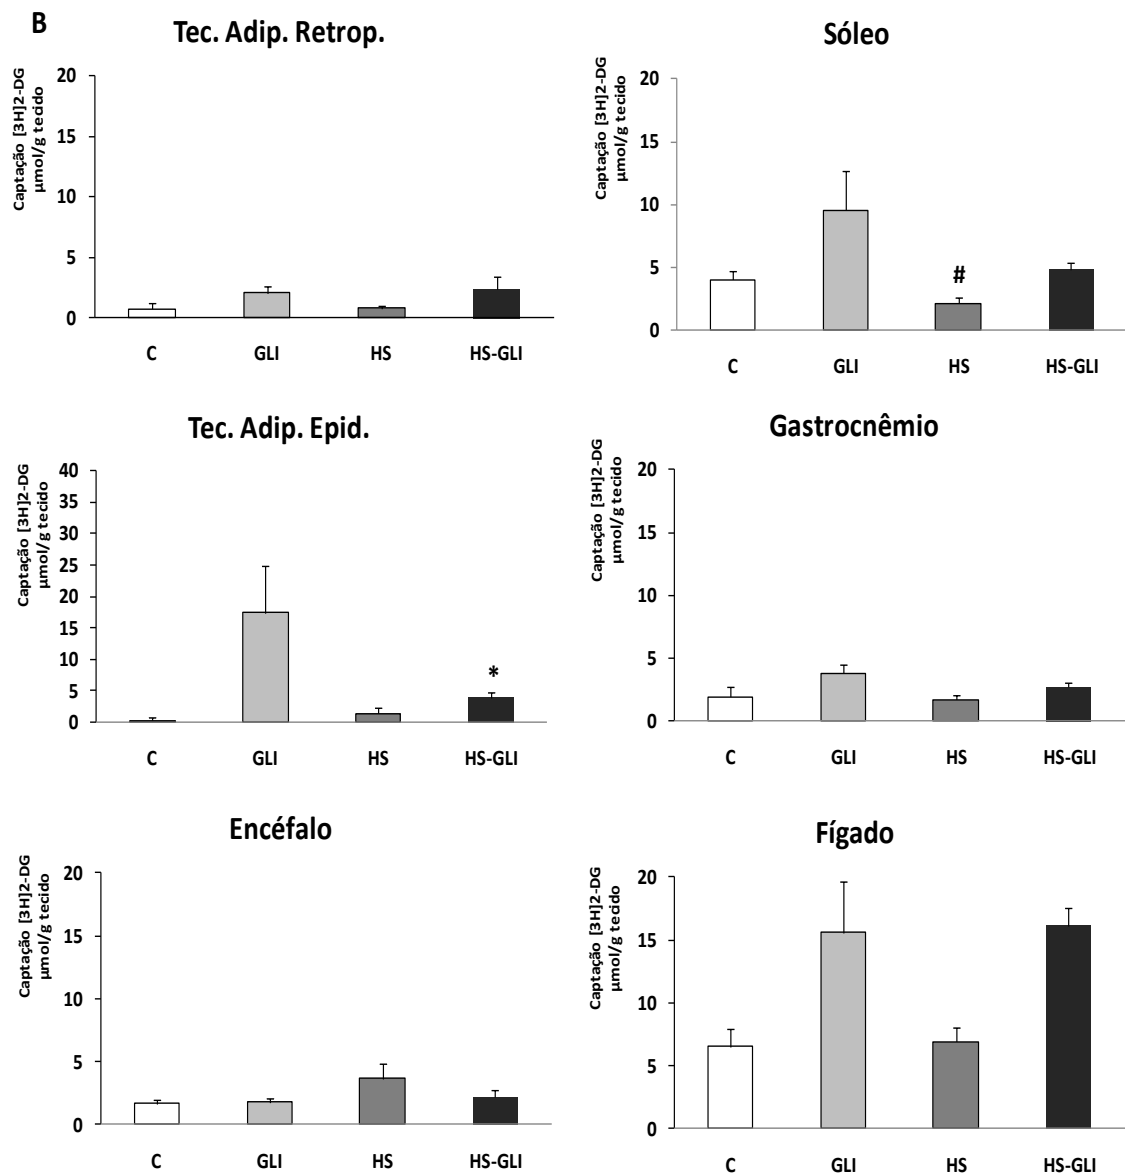 B
Tec. Adip. Retrop.
Captação [3H]2-DG
µmol/g tecido
20
15
10
5
0
C GLI HS HS-GLI
Sóleo
Captação [3H]2-DG
µmol/g tecido
20
15
10
5
0
#
C GLI HS HS-GLI
Tec. Adip. Epid.
Captação [3H]2-DG
µmol/g tecido
40
35
30
25
20
15
10
5
0
*
C GLI HS HS-GLI
Gastrocnêmio
Captação [3H]2-DG
µmol/g tecido
20
15
10
5
0
C GLI HS HS-GLI
Encéfalo
Captação [3H]2-DG
µmol/g tecido
20
15
10
5
0
C GLI HS HS-GLI
Fígado
Captação [3H]2-DG
µmol/g tecido
20
15
10
5
0
C GLI HS HS-GLI